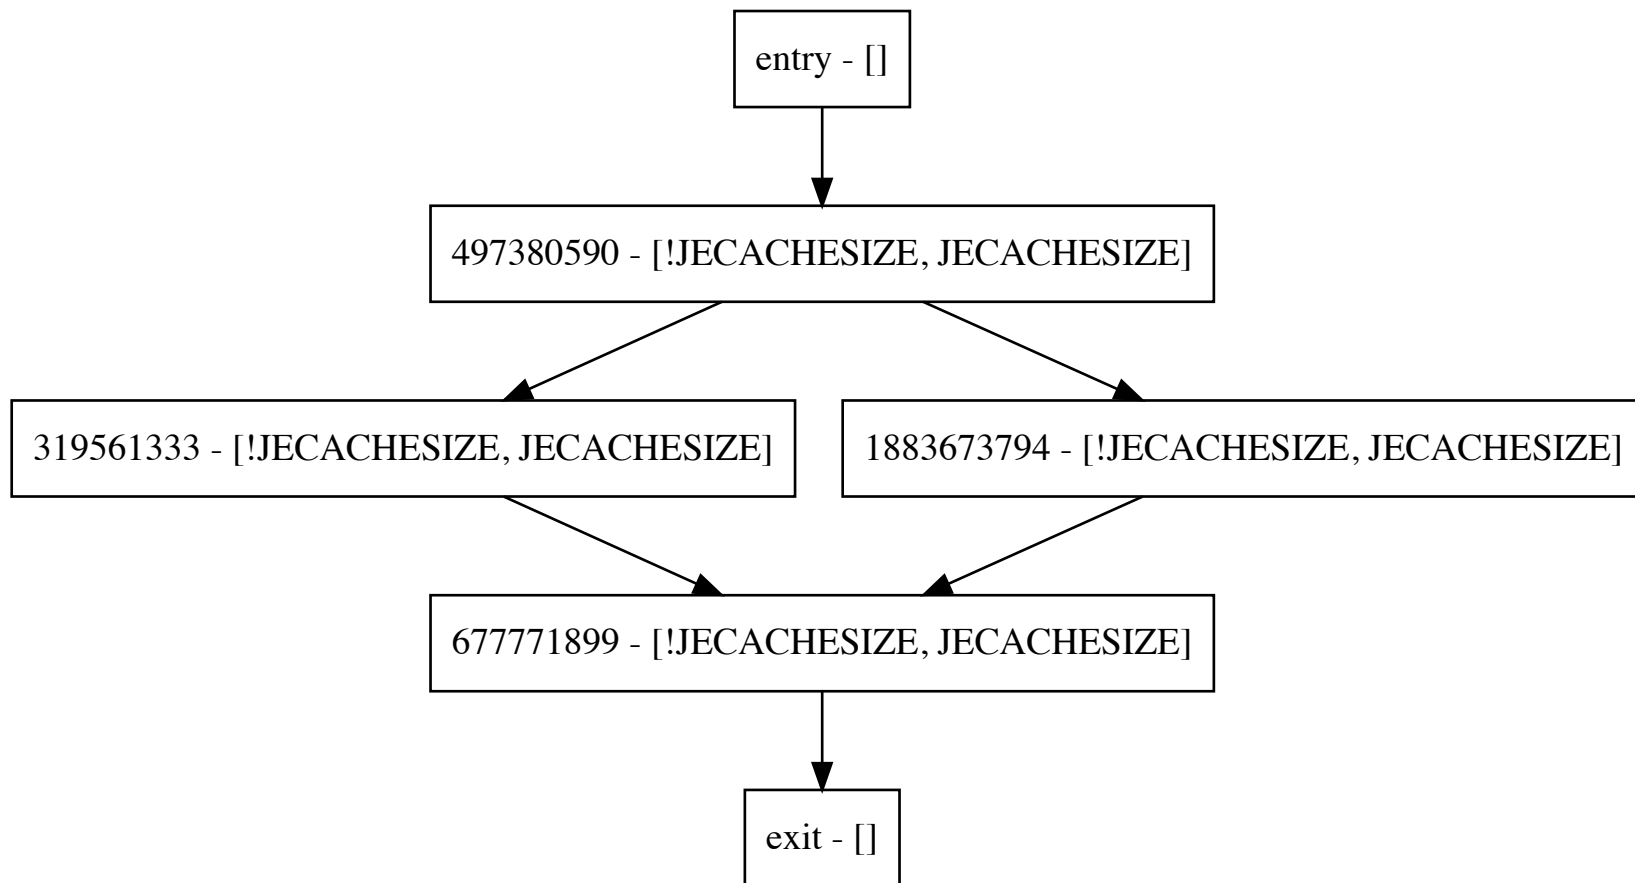 entry - []
497380590 - [!JECACHESIZE, JECACHESIZE]
319561333 - [!JECACHESIZE, JECACHESIZE]
1883673794 - [!JECACHESIZE, JECACHESIZE]
677771899 - [!JECACHESIZE, JECACHESIZE]
exit - []